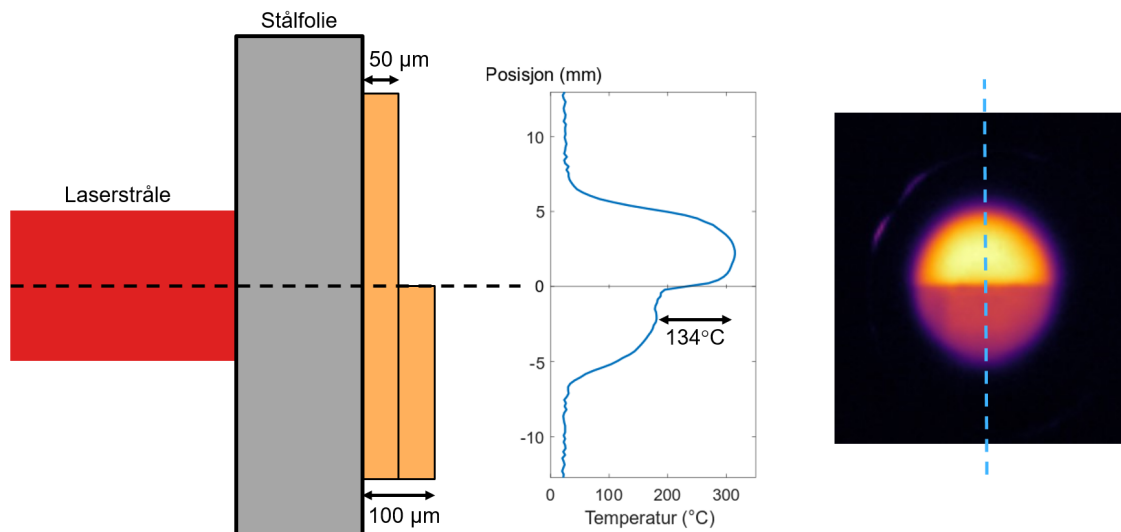 Stålfolie
50 µm
Laserstråle
100 µm
Posisjon (mm)
10
5
0
-5
-10
134°C
0
100
200
300
Temperatur (°C)